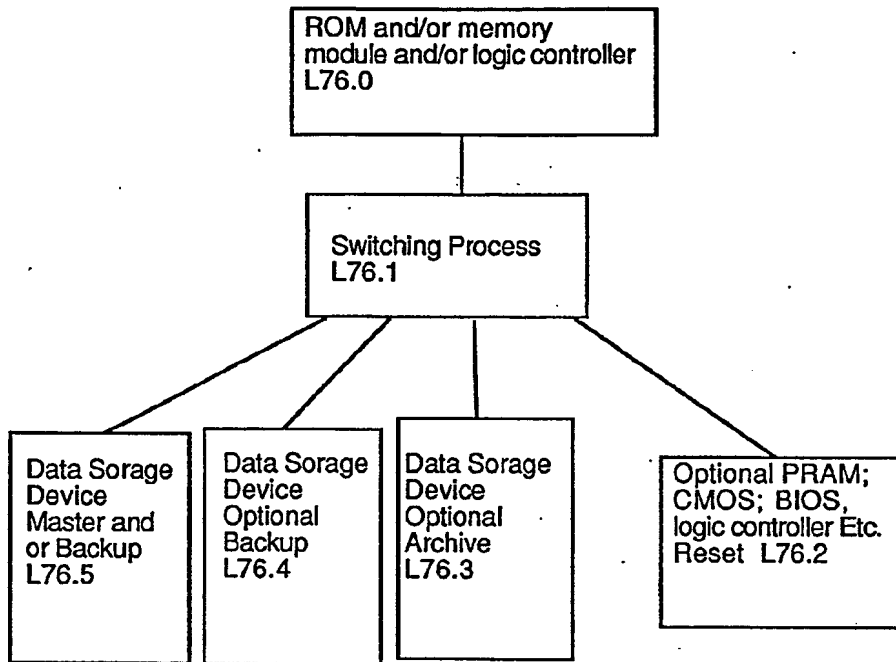 ROM and/or memory
module and/or logic controller
L76.0
Switching Process
L76.1
Data Sorage
Device
Master and
or Backup
L76.5
Data Sorage
Device
Optional
Backup
L76.4
Data Sorage
Device
Optional
Archive
L76.3
Optional PRAM;
CMOS; BIOS,
logic controller Etc.
Reset L76.2